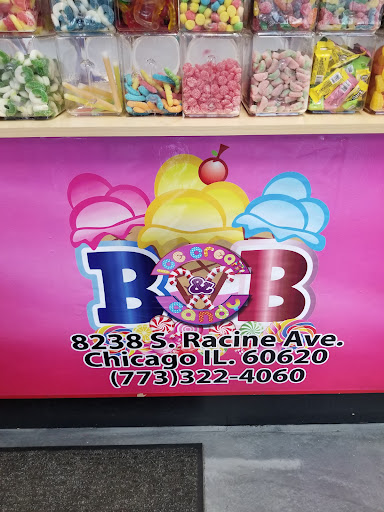 B & B
Ice Cream
Candy
8238 S. Racine Ave.
Chicago IL. 60620
(773)322-4060